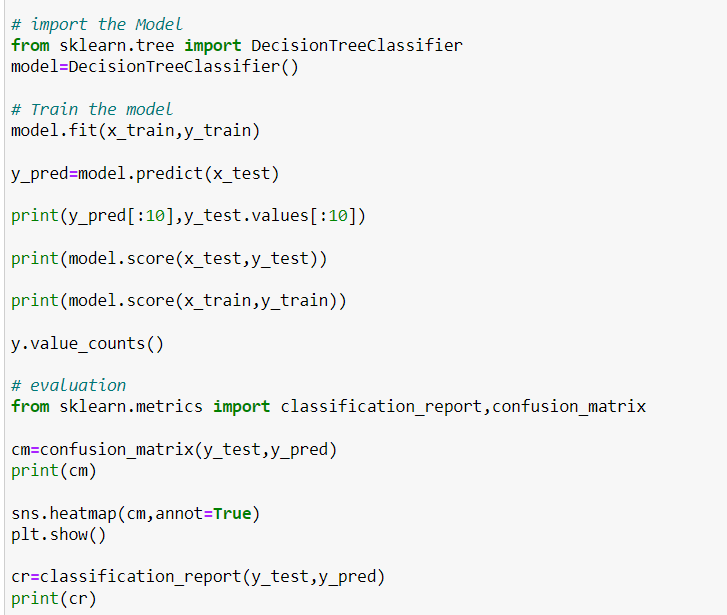 # import the Model
from sklearn.tree import DecisionTreeClassifier
model=DecisionTreeClassifier()
# Train the model
model.fit(x_train,y_train)
y_pred=model.predict(x_test)
print(y_pred[:10],y_test.values[:10])
print(model.score(x_test,y_test))
print(model.score(x_train,y_train))
y.value_counts()
# evaluation
from sklearn.metrics import classification_report,confusion_matrix
cm=confusion_matrix(y_test,y_pred)
print(cm)
sns.heatmap(cm,annot=True)
plt.show()
cr=classification_report(y_test,y_pred)
print(cr)